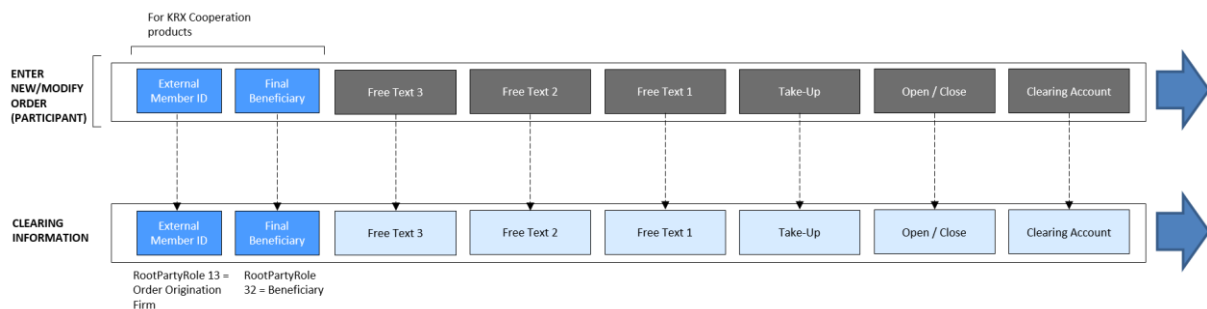 For KRX Cooperation
products
ENTER
NEW/MODIFY
ORDER
(PARTICIPANT)
External
Member ID
Final
Beneficiary
Free Text 3
Free Text 2
Free Text 1
Take-Up
Open / Close
Clearing Account
CLEARING
INFORMATION
External
Member ID
Final
Beneficiary
Free Text 3
Free Text 2
Free Text 1
Take-Up
Open / Close
Clearing Account
RootPartyRole 13 =
Order Origination
Firm
RootPartyRole
32 = Beneficiary